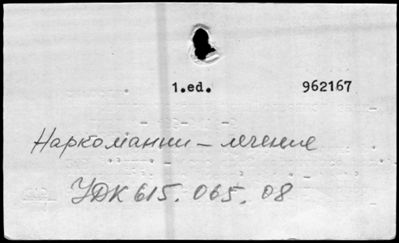 1.ed. 962167
Наркомании – лечение
УДК 615.065.08